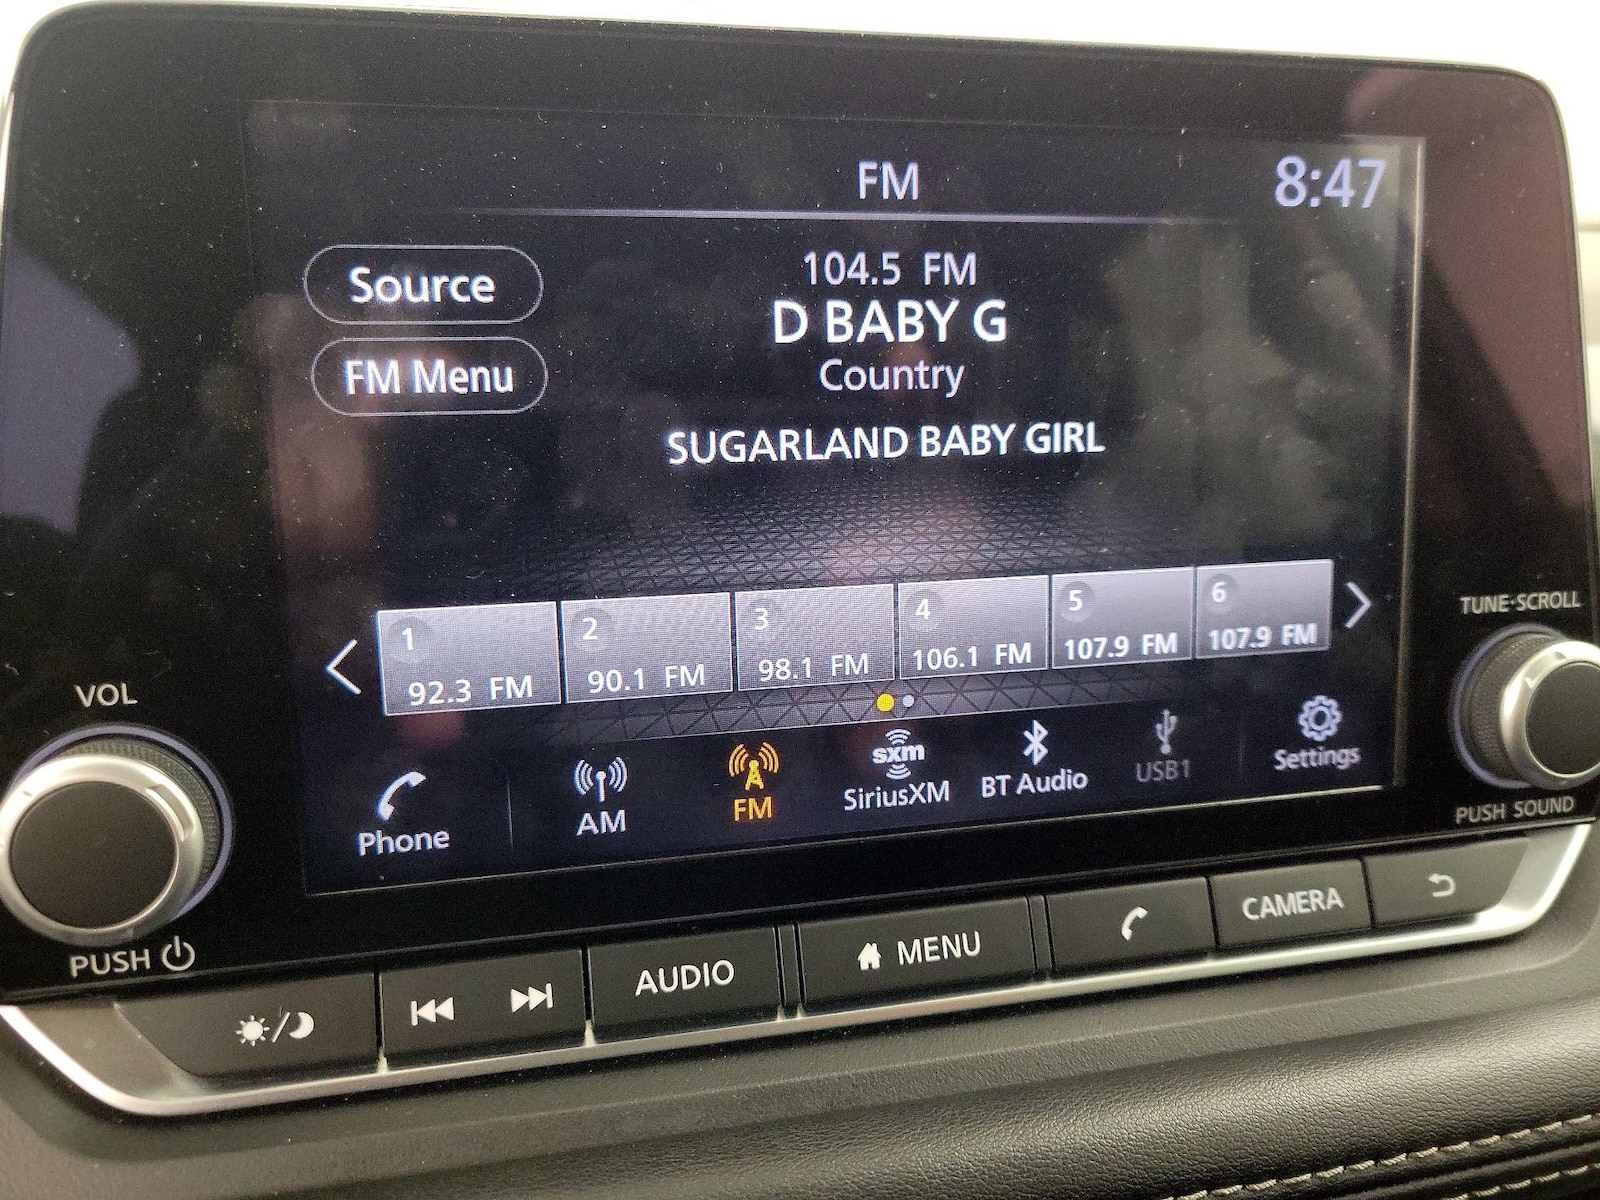 FM
8:47
Source
104.5 FM
D BABY G
FM Menu
Country
SUGARLAND BABY GIRL
1
92.3 FM
2
90.1 FM
3
98.1 FM
4
106.1 FM
5
107.9 FM
6
107.9 FM
TUNE·SCROLL
VOL
Phone
AM
FM
sxm
SiriusXM
BT Audio
USB1
Settings
PUSH SOUND
PUSH
AUDIO
MENU
CAMERA